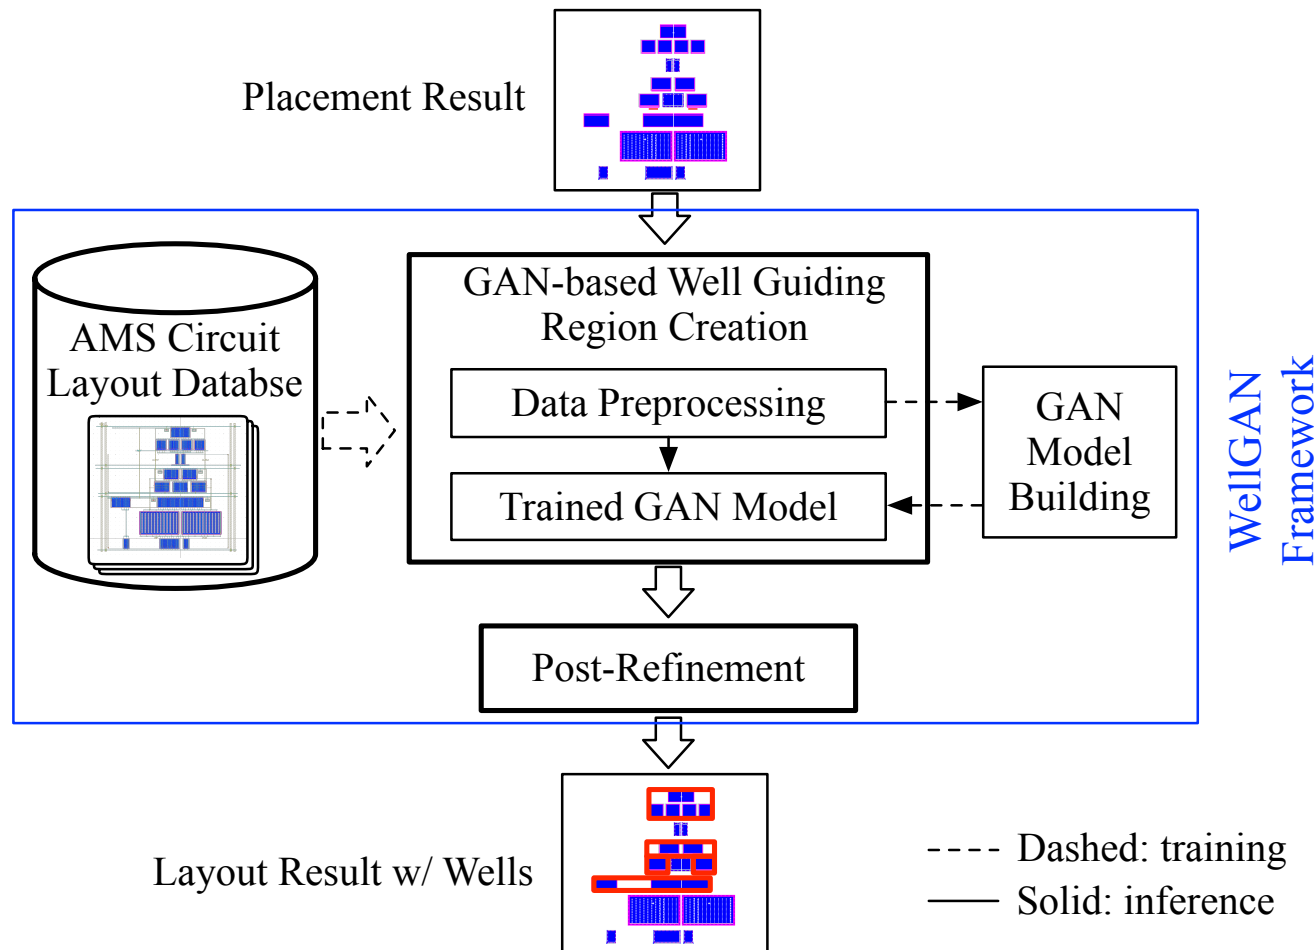 Placement Result
GAN-based Well Guiding
Region Creation
AMS Circuit
Layout Databse
Data Preprocessing
Trained GAN Model
GAN
Model
Building
WellGAN
Framework
Post-Refinement
Layout Result w/ Wells
Dashed: training
Solid: inference